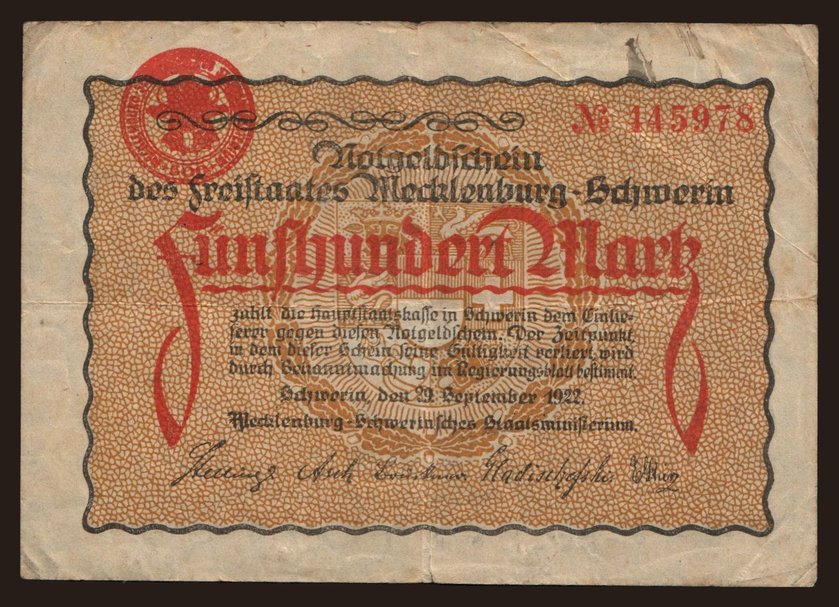 № 145978
Notgeldschein
des Freistaates Mecklenburg-Schwerin
Fünfhundert Mark
zahlt die Hauptstaatskasse in Schwerin dem Einlie-
ferer gegen diesen Notgeldschein. Der Zeitpunkt,
in dem dieser Schein seine Gültigkeit verliert, wird
durch Bekanntmachung im Regierungsblatt bestimmt.
Schwerin, den 29. September 1922.
Mecklenburg-Schwerinsches Staatsministerium.